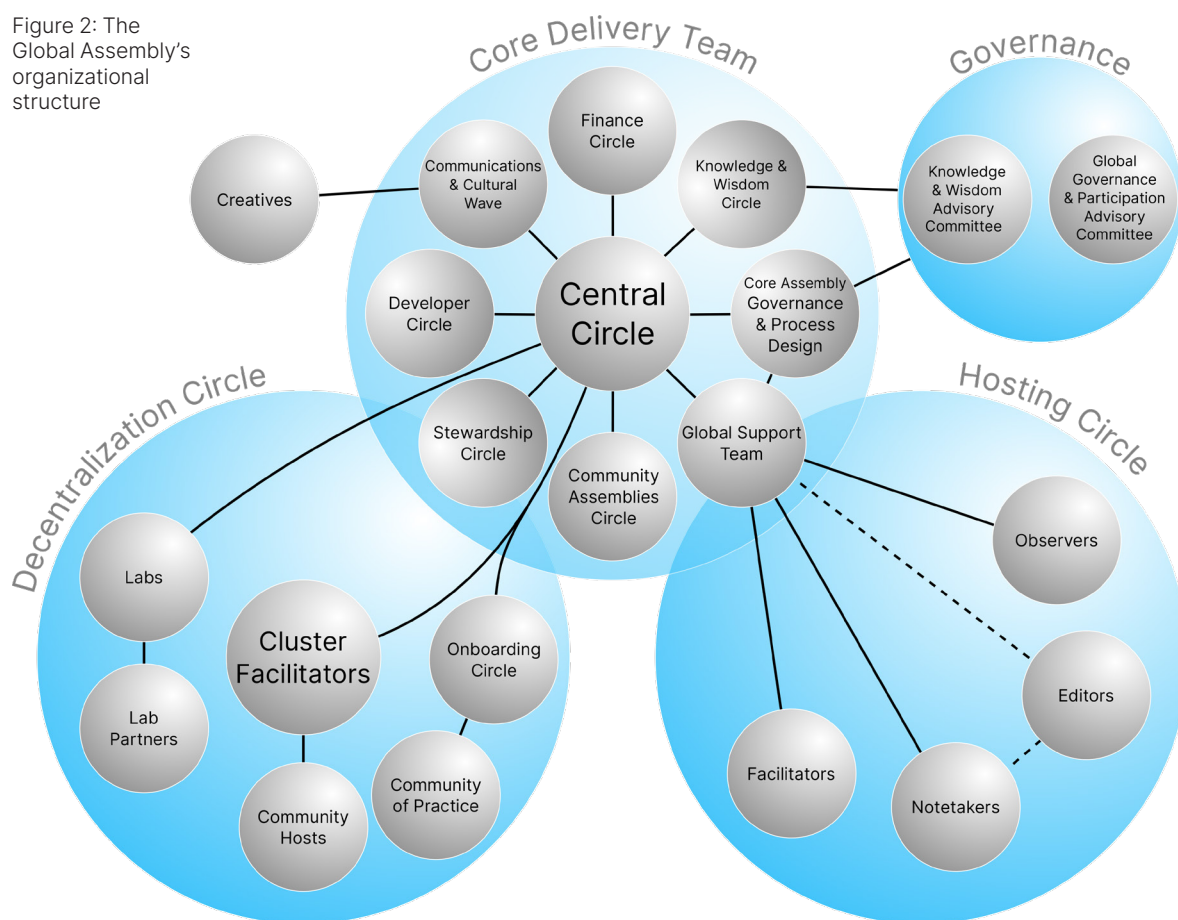 Figure 2: The
Global Assembly's
organizational
structure
Core Delivery Team
Governance
Finance
Circle
Communications
& Cultural
Wave
Knowledge &
Wisdom
Circle
Creatives
Knowledge
& Wisdom
Advisory
Committee
Global
Governance
& Participation
Advisory
Committee
Developer
Circle
Central
Circle
Core Assembly
Governance
& Process
Design
Decentralization Circle
Hosting Circle
Stewardship
Circle
Community
Assemblies
Circle
Global Support
Team
Observers
Labs
Cluster
Facilitators
Onboarding
Circle
Editors
Lab
Partners
Community
Hosts
Community
of Practice
Facilitators
Notetakers